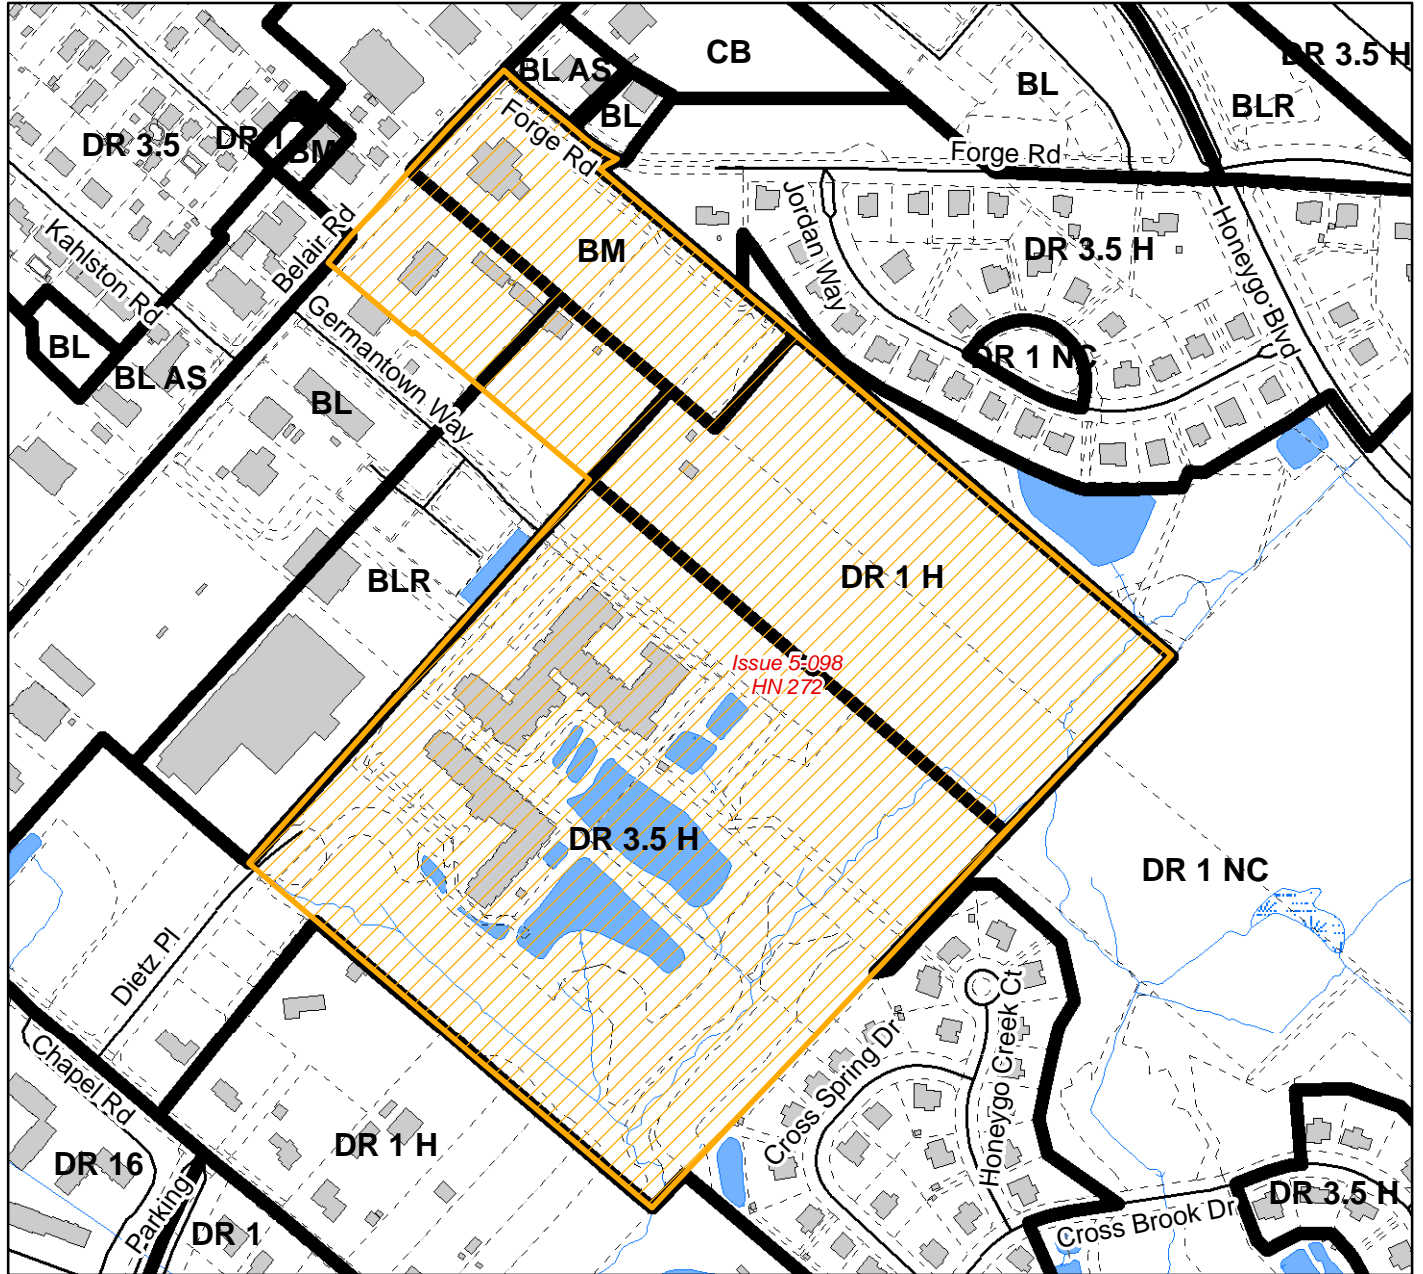 CB
DR 3.5 H
BL AS
BL
BLR
BL
Forge Rd
DR 3.5
DR 1
BM
Forge Rd
Jordan Way
Kahlston Rd
Belair Rd
BM
DR 3.5 H
Honeygo Blvd
Germantown Way
BL
BL AS
DR 1 NC
BL
BLR
DR 1 H
Issue 5-098
HN 272
DR 3.5 H
DR 1 NC
Dietz Pl
Chapel Rd
Cross Spring Dr
Honeygo Creek Ct
DR 1 H
DR 16
Parking
DR 1
Cross Brook Dr
DR 3.5 H